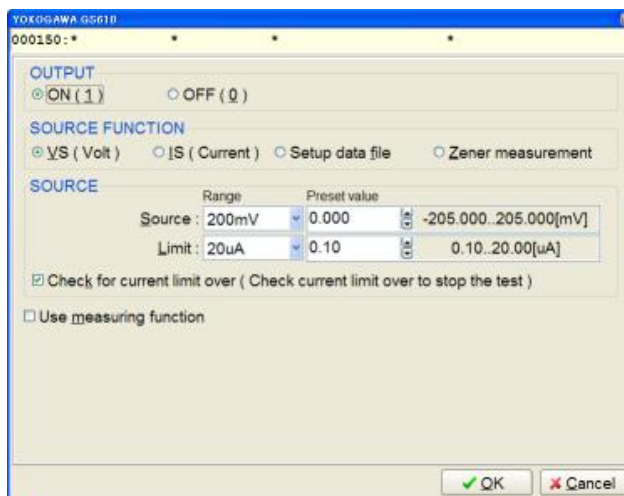 YOKOGAWA GS610
000150:* * * *
OUTPUT
ON ( 1 ) OFF ( 0 )
SOURCE FUNCTION
VS ( Volt ) IS ( Current ) Setup data file Zener measurement
SOURCE
Range Preset value
Source : 200mV 0.000 -205.000..205.000[mV]
Limit : 20uA 0.10 0.10..20.00[uA]
Check for current limit over ( Check current limit over to stop the test )
Use measuring function
OK Cancel